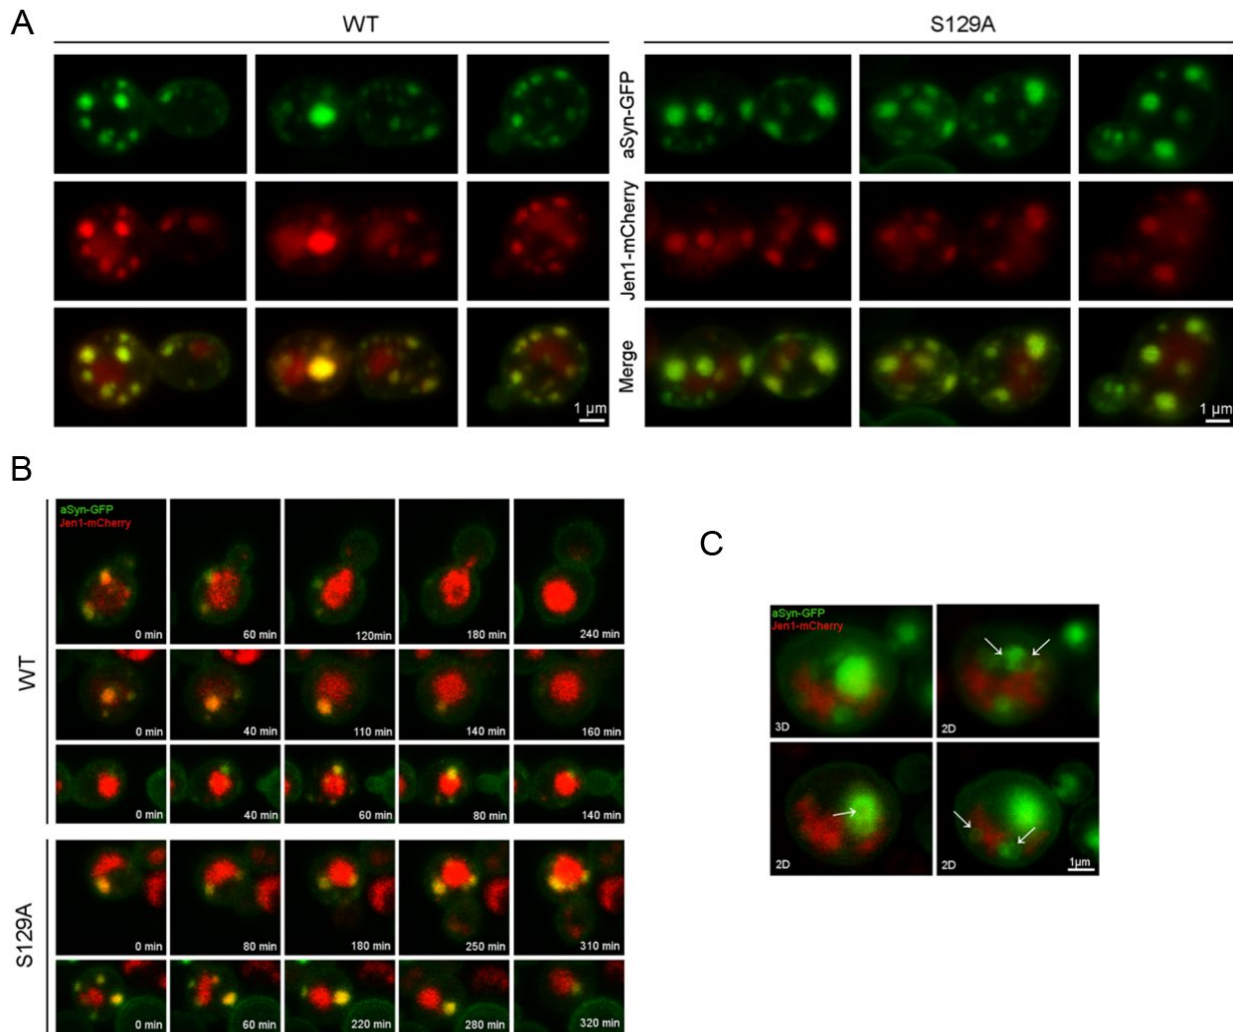 A
WT
S129A
aSyn-GFP
Jen1-mCherry
Merge
1 µm
1 µm
B
WT
aSyn-GFP
Jen1-mCherry
0 min
60 min
120min
180 min
240 min
0 min
40 min
110 min
140 min
160 min
0 min
40 min
60 min
80 min
140 min
S129A
0 min
80 min
180 min
250 min
310 min
0 min
60 min
220 min
280 min
320 min
C
aSyn-GFP
Jen1-mCherry
3D
2D
2D
2D
1µm